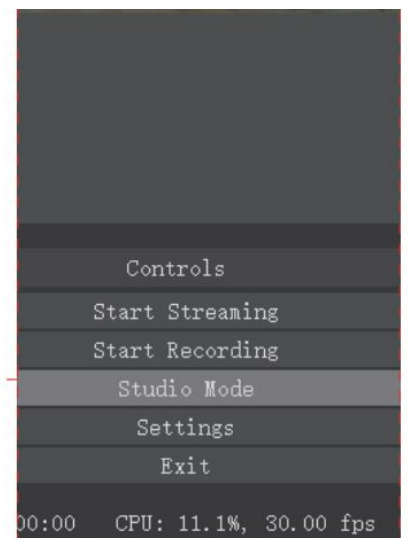 Controls
Start Streaming
Start Recording
Studio Mode
Settings
Exit
00:00 CPU: 11.1%, 30.00 fps